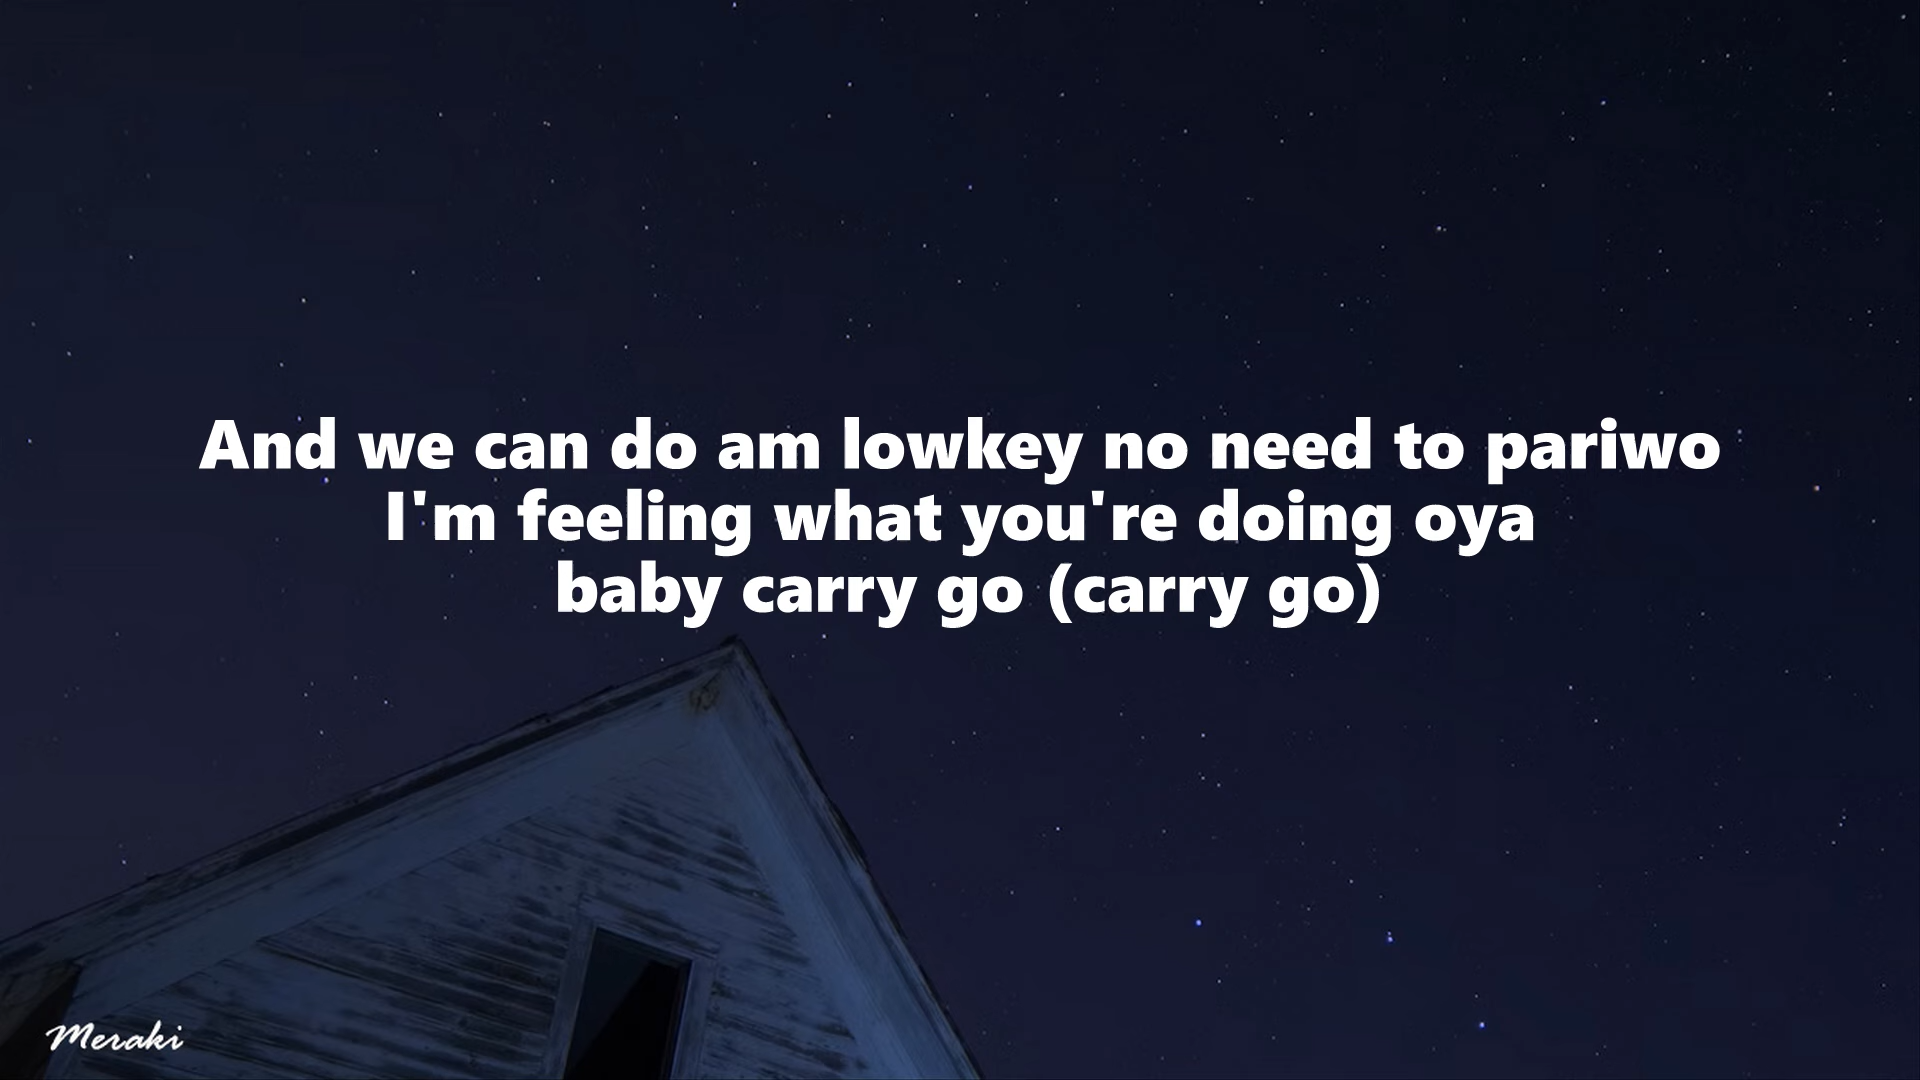 And we can do am lowkey no need to pariwo
I'm feeling what you're doing oya
baby carry go (carry go)
Meraki